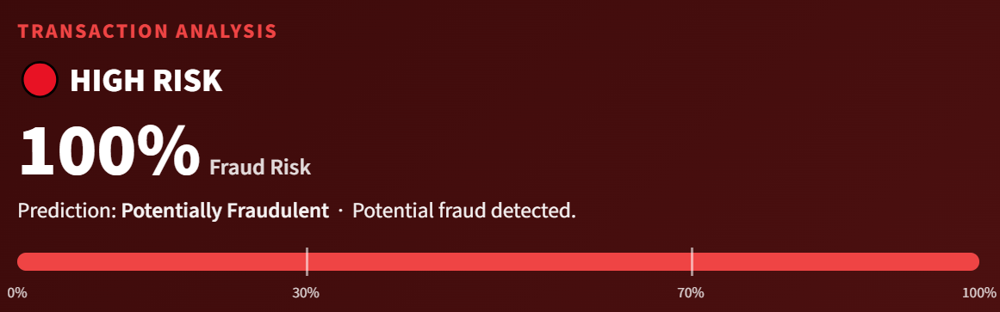 TRANSACTION ANALYSIS
HIGH RISK
100% Fraud Risk
Prediction: Potentially Fraudulent · Potential fraud detected.
0% 30% 70% 100%